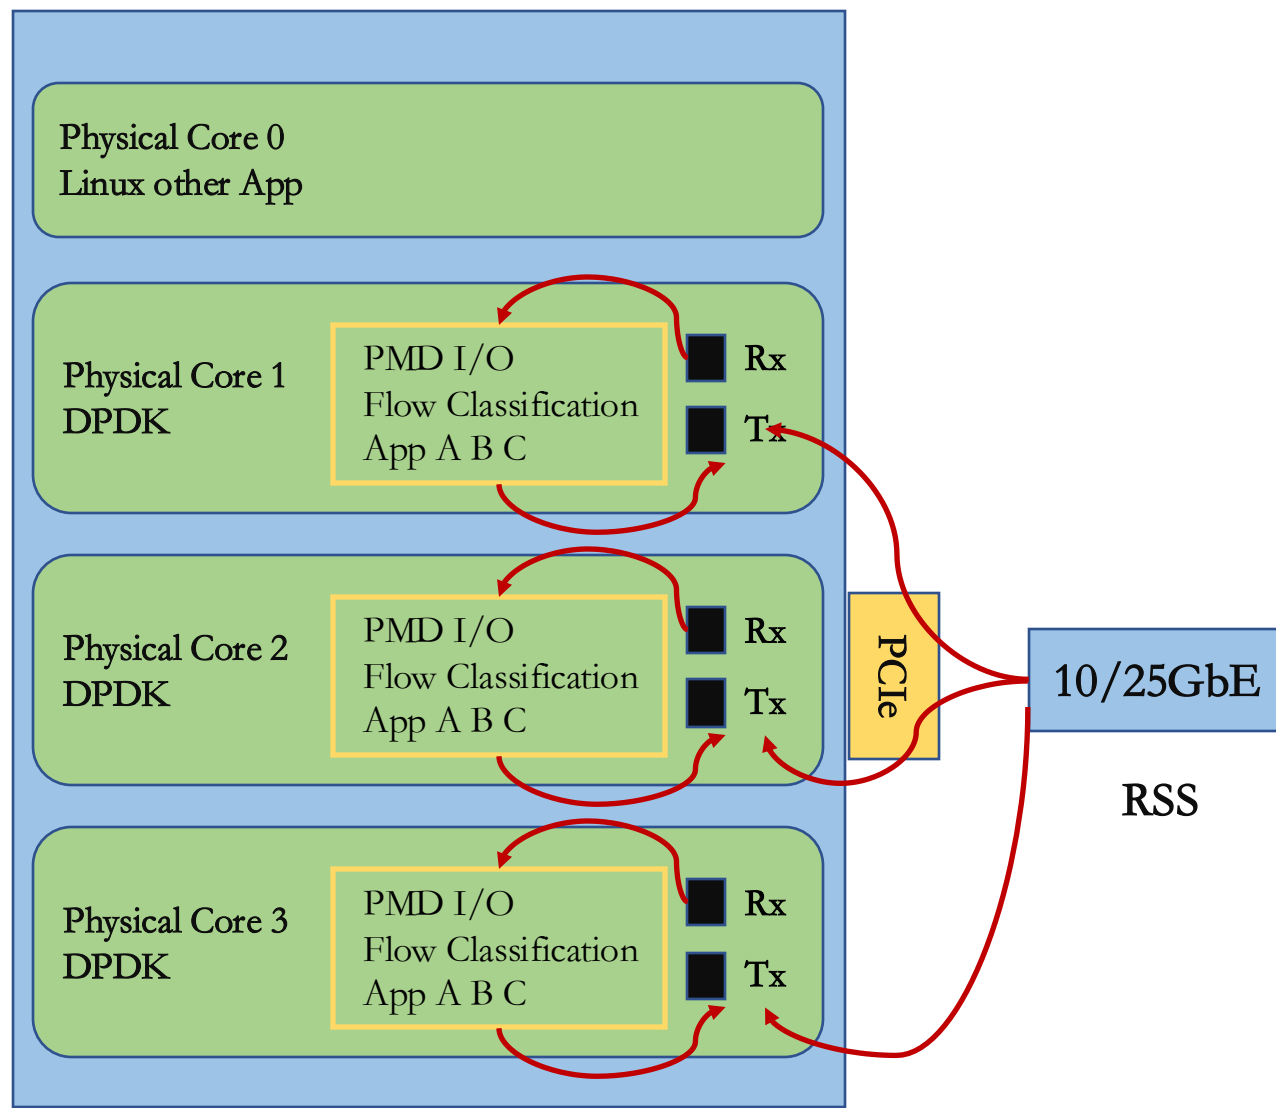 Physical Core 0
Linux other App
Physical Core 1
DPDK
PMD I/O
Flow Classification
App A B C
Rx
Tx
Physical Core 2
DPDK
PMD I/O
Flow Classification
App A B C
Rx
Tx
Physical Core 3
DPDK
PMD I/O
Flow Classification
App A B C
Rx
Tx
PCIe
10/25GbE
RSS